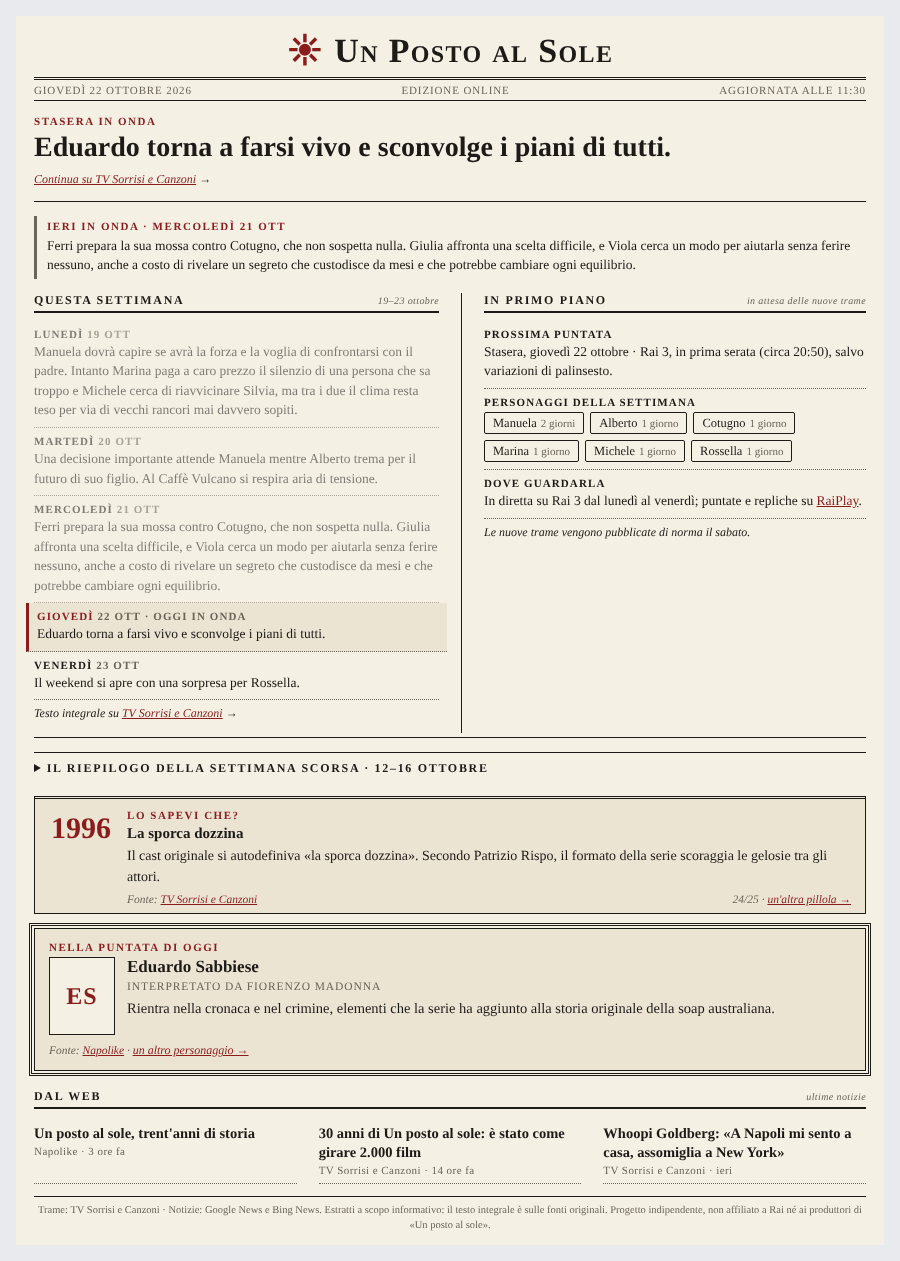 Un Posto al Sole
GIOVEDÌ 22 OTTOBRE 2026
EDIZIONE ONLINE
AGGIORNATA ALLE 11:30
STASERA IN ONDA
Eduardo torna a farsi vivo e sconvolge i piani di tutti.
Continua su TV Sorrisi e Canzoni →
IERI IN ONDA · MERCOLEDÌ 21 OTT
Ferri prepara la sua mossa contro Cotugno, che non sospetta nulla. Giulia affronta una scelta difficile, e Viola cerca un modo per aiutarla senza ferire
nessuno, anche a costo di rivelare un segreto che custodisce da mesi e che potrebbe cambiare ogni equilibrio.
QUESTA SETTIMANA
19–23 ottobre
LUNEDÌ 19 OTT
Manuela dovrà capire se avrà la forza e la voglia di confrontarsi con il
padre. Intanto Marina paga a caro prezzo il silenzio di una persona che sa
troppo e Michele cerca di riavvicinare Silvia, ma tra i due il clima resta
teso per via di vecchi rancori mai davvero sopiti.
MARTEDÌ 20 OTT
Una decisione importante attende Manuela mentre Alberto trema per il
futuro di suo figlio. Al Caffè Vulcano si respira aria di tensione.
MERCOLEDÌ 21 OTT
Ferri prepara la sua mossa contro Cotugno, che non sospetta nulla. Giulia
affronta una scelta difficile, e Viola cerca un modo per aiutarla senza ferire
nessuno, anche a costo di rivelare un segreto che custodisce da mesi e che
potrebbe cambiare ogni equilibrio.
GIOVEDÌ 22 OTT · OGGI IN ONDA
Eduardo torna a farsi vivo e sconvolge i piani di tutti.
VENERDÌ 23 OTT
Il weekend si apre con una sorpresa per Rossella.
Testo integrale su TV Sorrisi e Canzoni →
IN PRIMO PIANO
in attesa delle nuove trame
PROSSIMA PUNTATA
Stasera, giovedì 22 ottobre · Rai 3, in prima serata (circa 20:50), salvo
variazioni di palinsesto.
PERSONAGGI DELLA SETTIMANA
Manuela 2 giorni
Alberto 1 giorno
Cotugno 1 giorno
Marina 1 giorno
Michele 1 giorno
Rossella 1 giorno
DOVE GUARDARLA
In diretta su Rai 3 dal lunedì al venerdì; puntate e repliche su RaiPlay.
Le nuove trame vengono pubblicate di norma il sabato.
IL RIEPILOGO DELLA SETTIMANA SCORSA · 12–16 OTTOBRE
1996
LO SAPEVI CHE?
La sporca dozzina
Il cast originale si autodefiniva «la sporca dozzina». Secondo Patrizio Rispo, il formato della serie scoraggia le gelosie tra gli
attori.
Fonte: TV Sorrisi e Canzoni
24/25 · un'altra pillola →
NELLA PUNTATA DI OGGI
ES
Eduardo Sabbiese
INTERPRETATO DA FIORENZO MADONNA
Rientra nella cronaca e nel crimine, elementi che la serie ha aggiunto alla storia originale della soap australiana.
Fonte: Napolike · un altro personaggio →
DAL WEB
ultime notizie
Un posto al sole, trent'anni di storia
Napolike · 3 ore fa
30 anni di Un posto al sole: è stato come
girare 2.000 film
TV Sorrisi e Canzoni · 14 ore fa
Whoopi Goldberg: «A Napoli mi sento a
casa, assomiglia a New York»
TV Sorrisi e Canzoni · ieri
Trame: TV Sorrisi e Canzoni · Notizie: Google News e Bing News. Estratti a scopo informativo: il testo integrale è sulle fonti originali. Progetto indipendente, non affiliato a Rai né ai produttori di
«Un posto al sole».